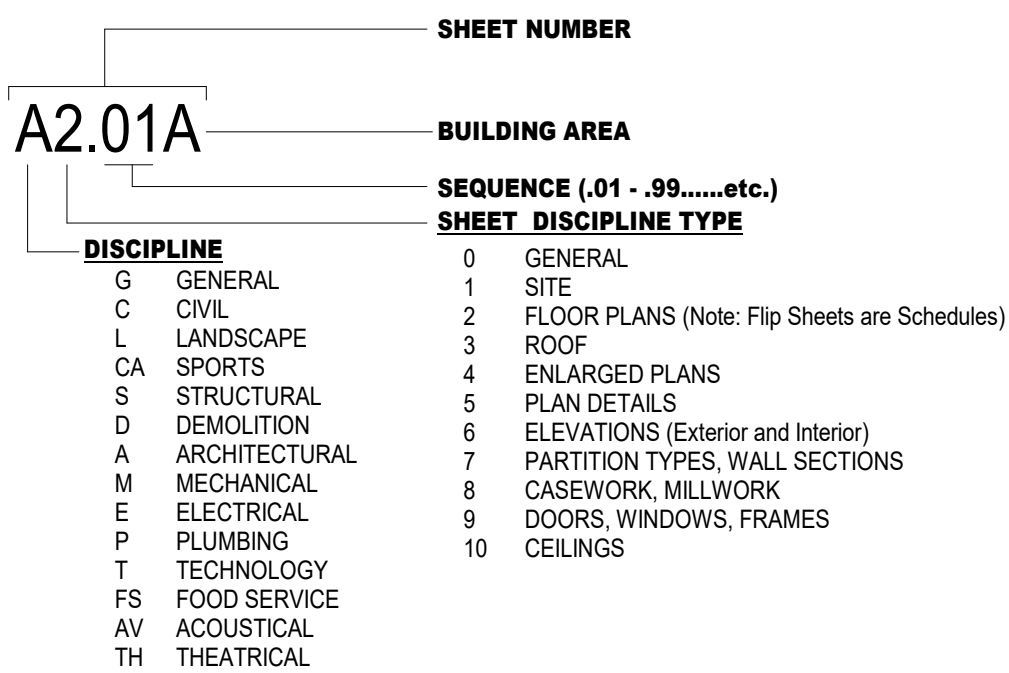 SHEET NUMBER
A2.01A
BUILDING AREA
SEQUENCE (.01 - .99......etc.)
SHEET DISCIPLINE TYPE
0 GENERAL
1 SITE
2 FLOOR PLANS (Note: Flip Sheets are Schedules)
3 ROOF
4 ENLARGED PLANS
5 PLAN DETAILS
6 ELEVATIONS (Exterior and Interior)
7 PARTITION TYPES, WALL SECTIONS
8 CASEWORK, MILLWORK
9 DOORS, WINDOWS, FRAMES
10 CEILINGS
DISCIPLINE
G GENERAL
C CIVIL
L LANDSCAPE
CA SPORTS
S STRUCTURAL
D DEMOLITION
A ARCHITECTURAL
M MECHANICAL
E ELECTRICAL
P PLUMBING
T TECHNOLOGY
FS FOOD SERVICE
AV ACOUSTICAL
TH THEATRICAL